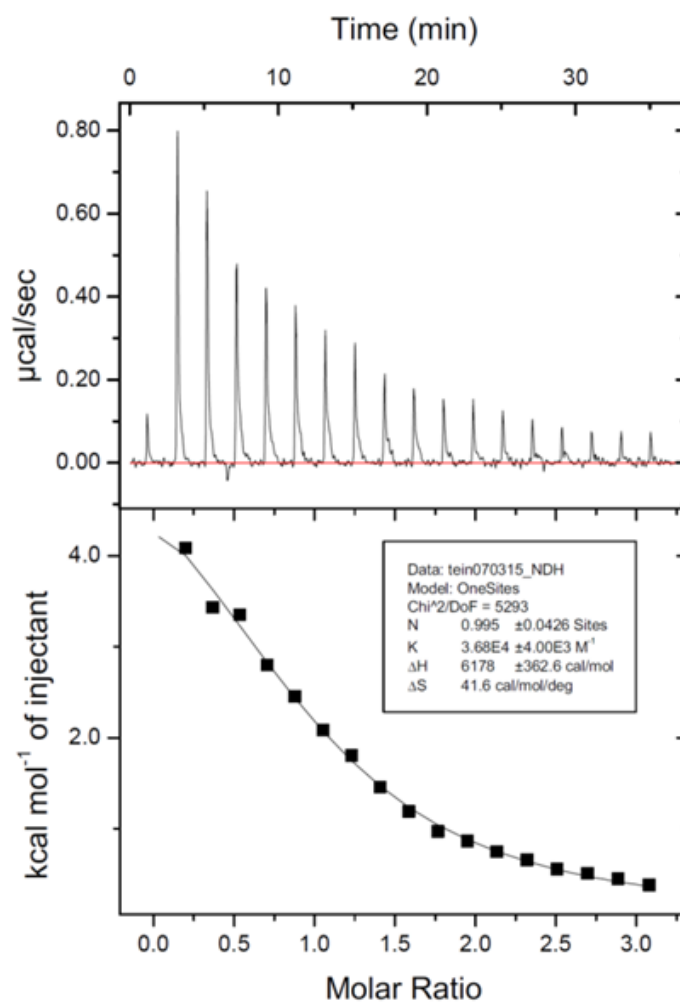 Time (min)
0 10 20 30
0.80
0.60
0.40
0.20
0.00
µcal/sec
4.0
2.0
kcal mol⁻¹ of injectant
Data: tein070315_NDH
Model: OneSites
Chi^2/DoF = 5293
N 0.995 ±0.0426 Sites
K 3.68E4 ±4.00E3 M⁻¹
ΔH 6178 ±362.6 cal/mol
ΔS 41.6 cal/mol/deg
0.0 0.5 1.0 1.5 2.0 2.5 3.0
Molar Ratio